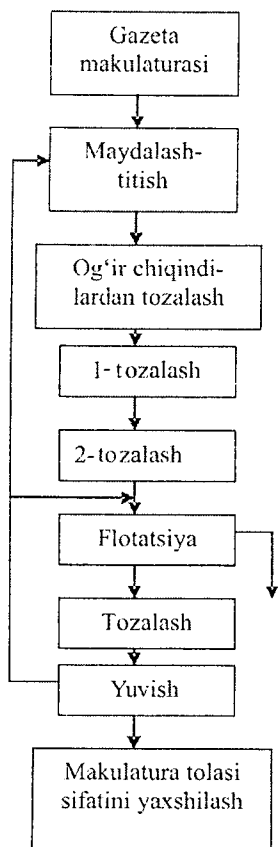 Gazeta
makulaturasi
Maydalash-
titish
Og‘ir chiqindi-
lardan tozalash
1- tozalash
2-tozalash
Flotatsiya
Tozalash
Yuvish
Makulatura tolasi
sifatini yaxshilash